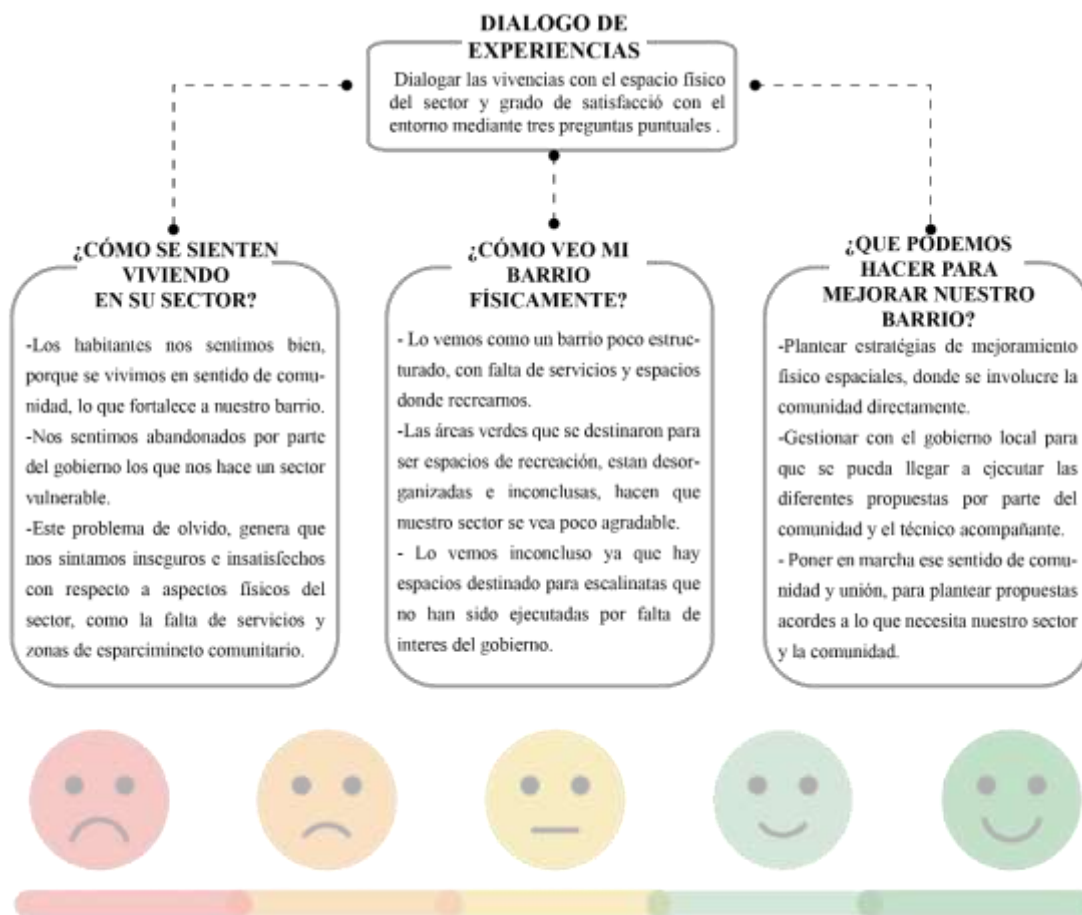 DIALOGO DE
EXPERIENCIAS
Dialogar las vivencias con el espacio físico
del sector y grado de satisfacció con el
entorno mediante tres preguntas puntuales .
¿CÓMO SE SIENTEN
VIVIENDO
EN SU SECTOR?
-Los habitantes nos sentimos bien,
porque se vivimos en sentido de comu-
nidad, lo que fortalece a nuestro barrio.
-Nos sentimos abandonados por parte
del gobierno los que nos hace un sector
vulnerable.
-Este problema de olvido, genera que
nos sintamos inseguros e insatisfechos
con respecto a aspectos físicos del
sector, como la falta de servicios y
zonas de esparcimineto comunitario.
¿CÓMO VEO MI
BARRIO
FÍSICAMENTE?
- Lo vemos como un barrio poco estruc-
turado, con falta de servicios y espacios
donde recrearnos.
-Las áreas verdes que se destinaron para
ser espacios de recreación, estan desor-
ganizadas e inconclusas, hacen que
nuestro sector se vea poco agradable.
- Lo vemos inconcluso ya que hay
espacios destinado para escalinatas que
no han sido ejecutadas por falta de
interes del gobierno.
¿QUE PODEMOS
HACER PARA
MEJORAR NUESTRO
BARRIO?
-Plantear estratégias de mejoramiento
físico espaciales, donde se involucre la
comunidad directamente.
-Gestionar con el gobierno local para
que se pueda llegar a ejecutar las
diferentes propuestas por parte del
comunidad y el técnico acompañante.
- Poner en marcha ese sentido de comu-
nidad y unión, para plantear propuestas
acordes a lo que necesita nuestro sector
y la comunidad.